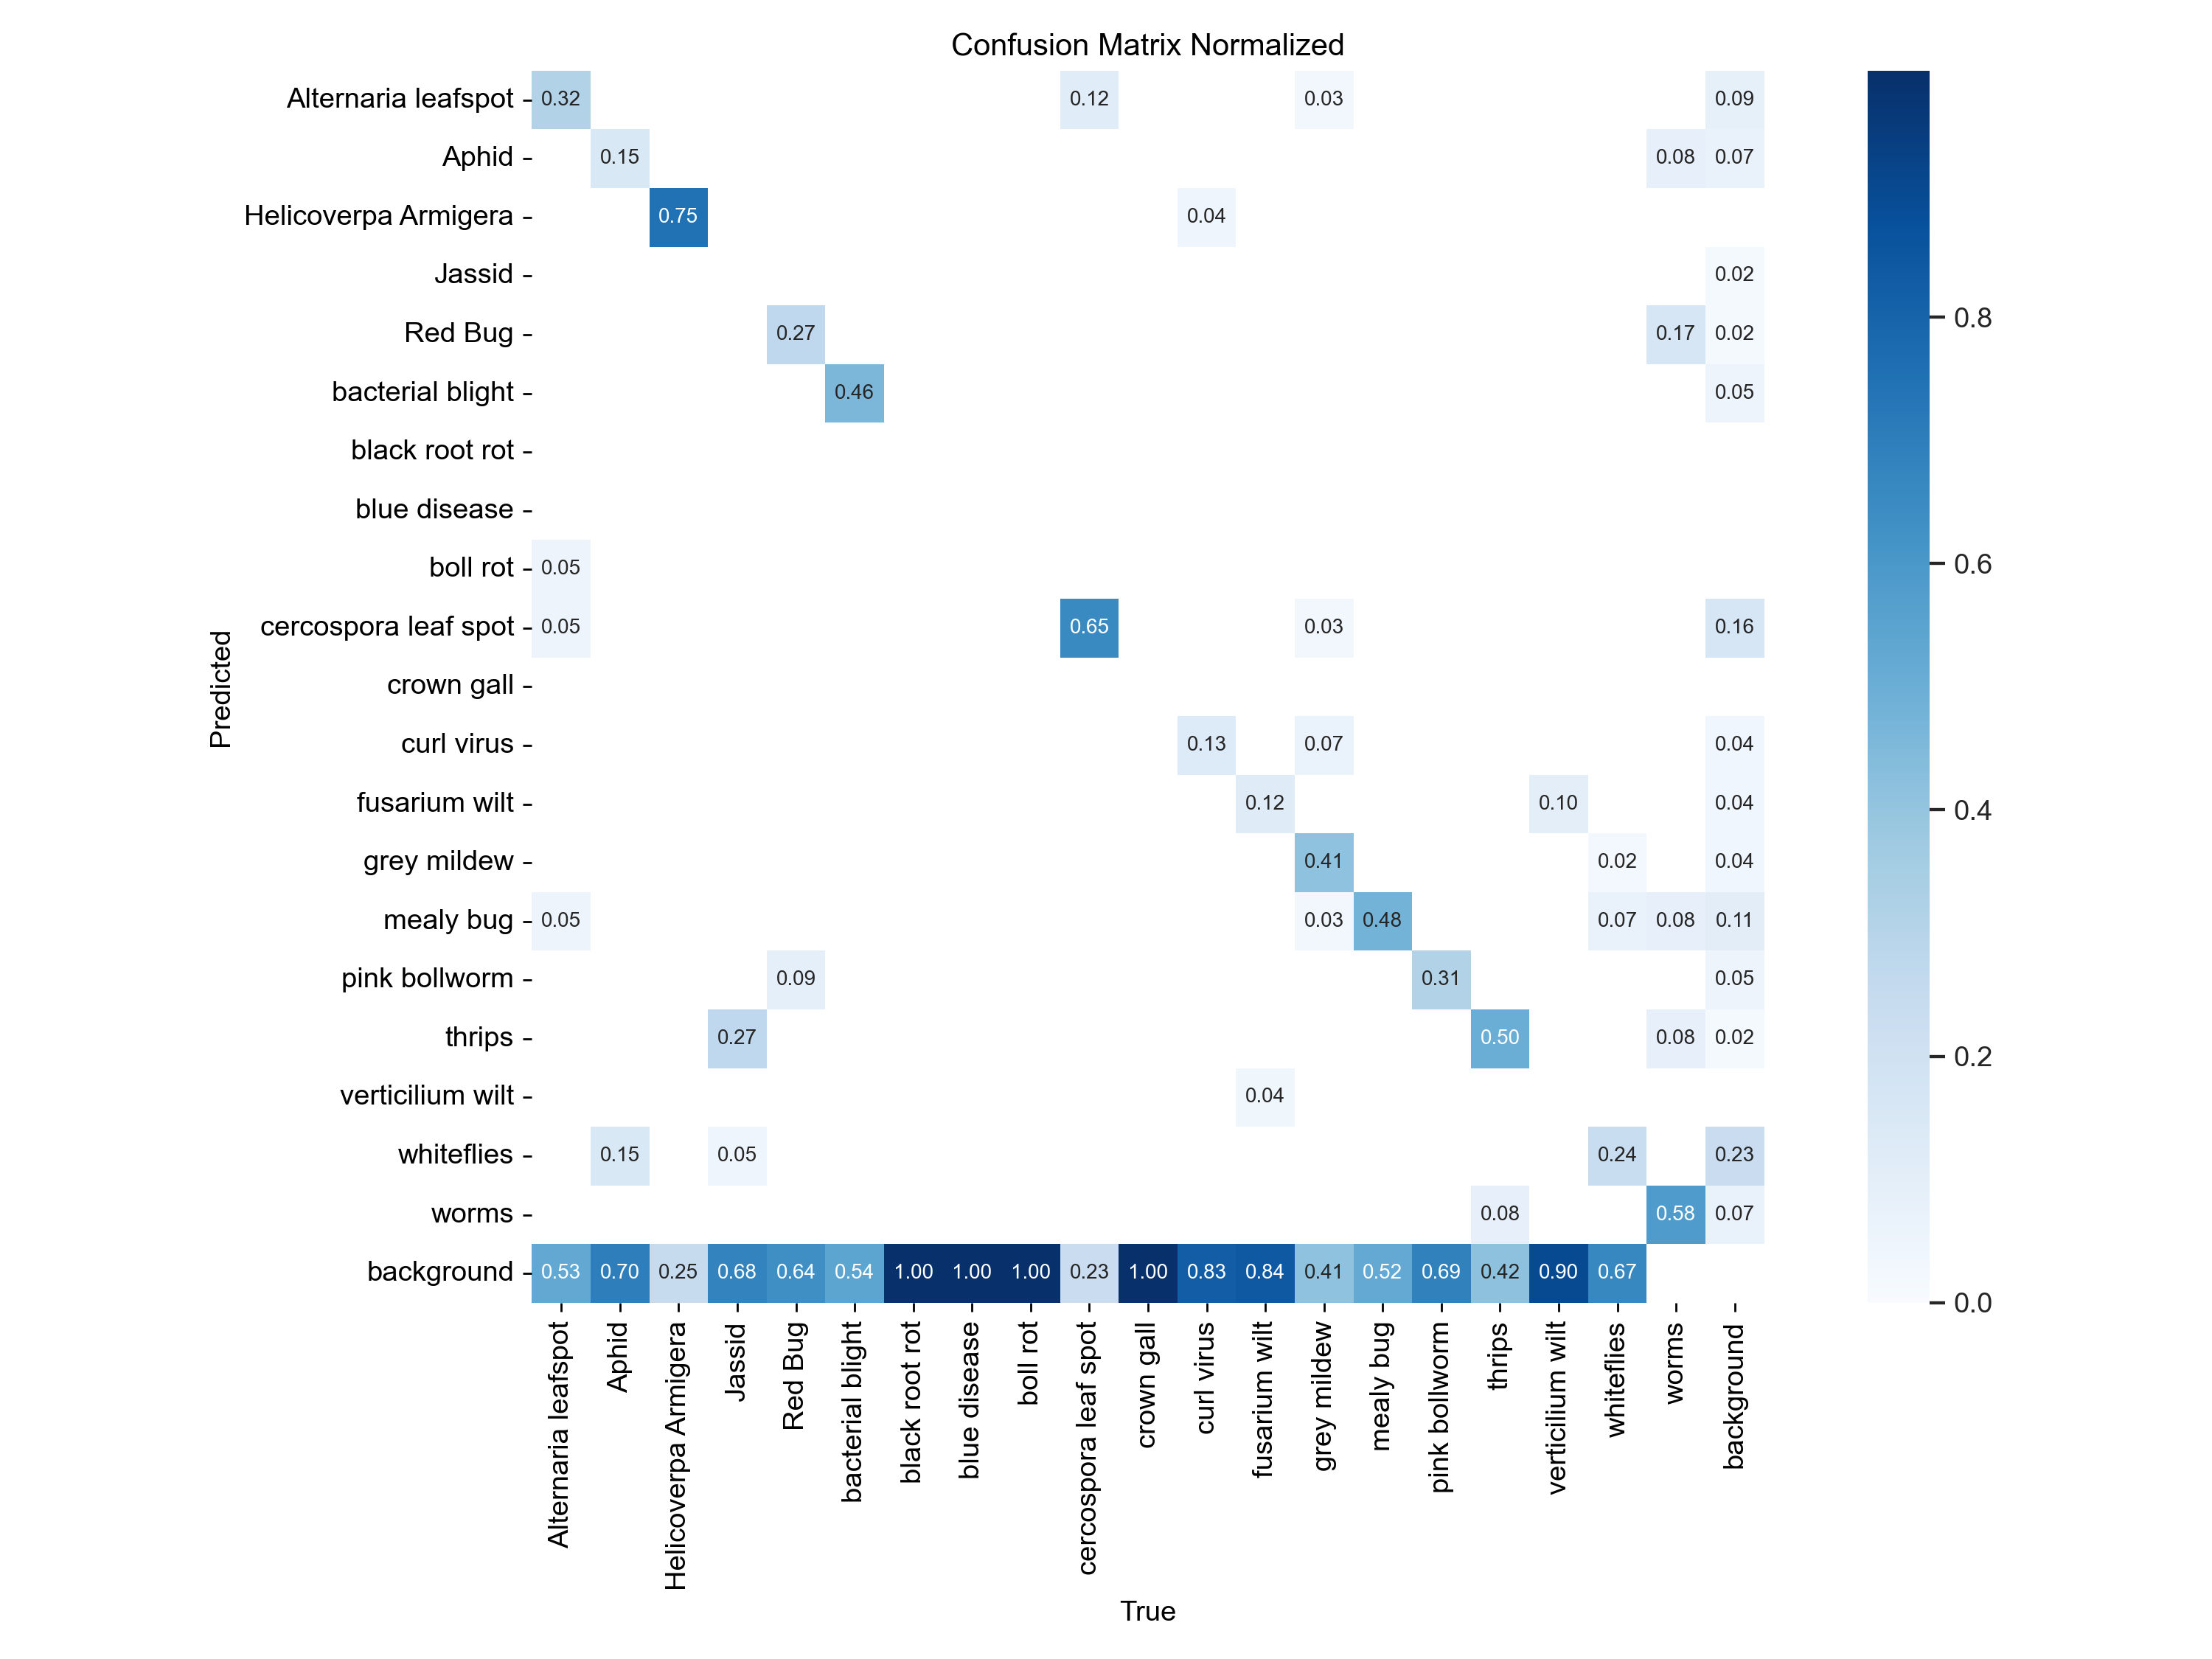 Confusion Matrix Normalized
Alternaria leafspot 0.32 0.12 0.03 0.09
Aphid 0.15 0.08 0.07
Helicoverpa Armigera 0.75 0.04
Jassid 0.02
Red Bug 0.27 0.17 0.02
0.8
bacterial blight 0.46 0.05
black root rot
blue disease
0.6
boll rot 0.05
cercospora leaf spot 0.05 0.65 0.03 0.16
Predicted
crown gall
curl virus 0.13 0.07 0.04
fusarium wilt 0.12 0.10 0.04
0.4
grey mildew 0.41 0.02 0.04
mealy bug 0.05 0.03 0.48 0.07 0.08 0.11
pink bollworm 0.09 0.31 0.05
thrips 0.27 0.50 0.08 0.02
0.2
verticilium wilt 0.04
whiteflies 0.15 0.05 0.24 0.23
worms 0.08 0.58 0.07
background 0.53 0.70 0.25 0.68 0.64 0.54 1.00 1.00 1.00 0.23 1.00 0.83 0.84 0.41 0.52 0.69 0.42 0.90 0.67
0.0
Alternaria leafspot
Aphid
Helicoverpa Armigera
Jassid
Red Bug
bacterial blight
black root rot
blue disease
boll rot
cercospora leaf spot
crown gall
curl virus
fusarium wilt
grey mildew
mealy bug
pink bollworm
thrips
verticilium wilt
whiteflies
worms
background
True